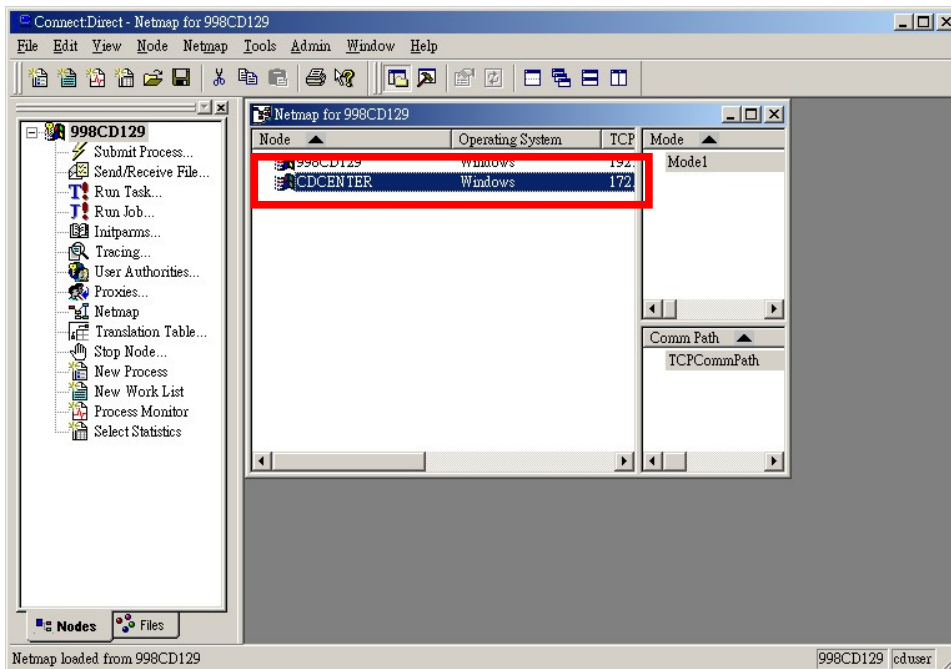 Connect:Direct - Netmap for 998CD129
File Edit View Node Netmap Tools Admin Window Help
998CD129
Submit Process...
Send/Receive File...
Run Task...
Run Job...
Initparms...
Tracing...
User Authorities...
Proxies...
Netmap
Translation Table...
Stop Node...
New Process
New Work List
Process Monitor
Select Statistics
Nodes Files
Netmap for 998CD129
Node Operating System TCP
998CD129 Windows 192.
CDCENTER Windows 172.
Mode
Mode1
Comm Path
TCPCommPath
Netmap loaded from 998CD129
998CD129 cduser